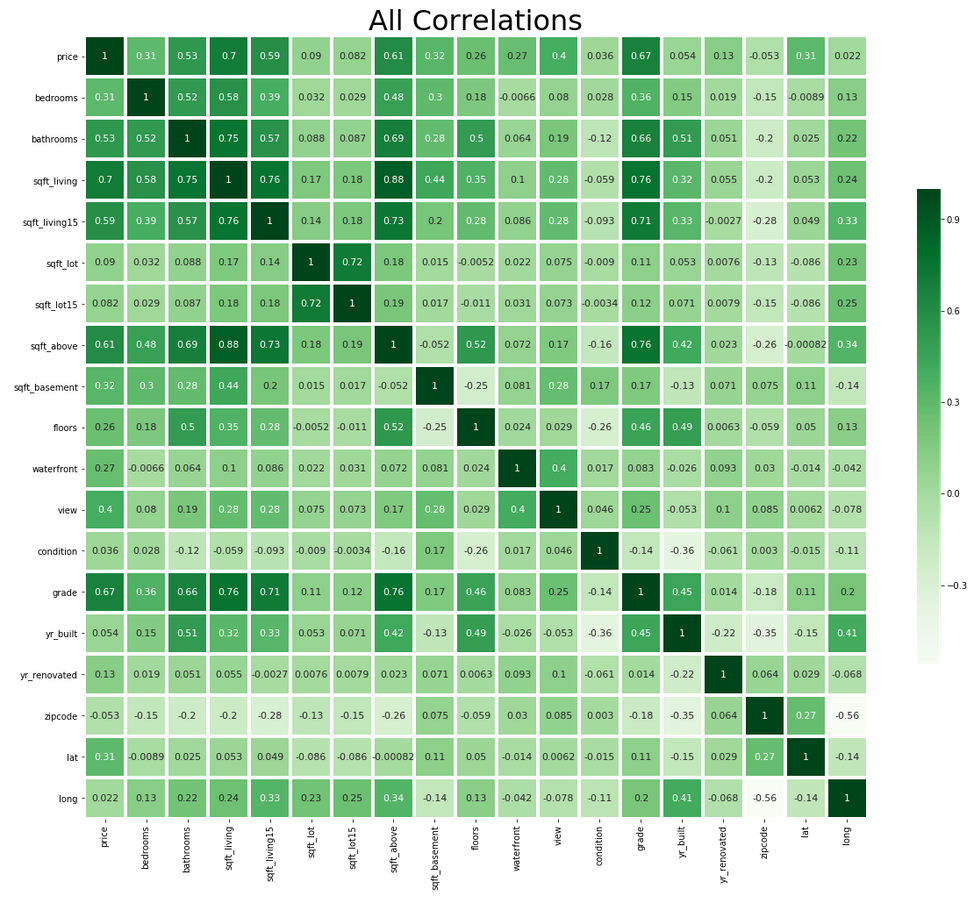 All Correlations
price 1 0.31 0.53 0.7 0.59 0.09 0.082 0.61 0.32 0.26 0.27 0.4 0.036 0.67 0.054 0.13 -0.053 0.31 0.022
bedrooms 0.31 1 0.52 0.58 0.39 0.032 0.029 0.48 0.3 0.18 -0.0066 0.08 0.028 0.36 0.15 0.019 -0.15 -0.0089 0.13
bathrooms 0.53 0.52 1 0.75 0.57 0.088 0.087 0.69 0.28 0.5 0.064 0.19 -0.12 0.66 0.51 0.051 -0.2 0.025 0.22
sqft_living 0.7 0.58 0.75 1 0.76 0.17 0.18 0.88 0.44 0.35 0.1 0.28 -0.059 0.76 0.32 0.055 -0.2 0.053 0.24
sqft_living15 0.59 0.39 0.57 0.76 1 0.14 0.18 0.73 0.2 0.28 0.086 0.28 -0.093 0.71 0.33 -0.0027 -0.28 0.049 0.33
sqft_lot 0.09 0.032 0.088 0.17 0.14 1 0.72 0.18 0.015 -0.0052 0.022 0.075 -0.009 0.11 0.053 0.0076 -0.13 -0.086 0.23
sqft_lot15 0.082 0.029 0.087 0.18 0.18 0.72 1 0.19 0.017 -0.011 0.031 0.073 -0.0034 0.12 0.071 0.0079 -0.15 -0.086 0.25
sqft_above 0.61 0.48 0.69 0.88 0.73 0.18 0.19 1 -0.052 0.52 0.072 0.17 -0.16 0.76 0.42 0.023 -0.26 -0.00082 0.34
sqft_basement 0.32 0.3 0.28 0.44 0.2 0.015 0.017 -0.052 1 -0.25 0.081 0.28 0.17 0.17 -0.13 0.071 0.075 0.11 -0.14
floors 0.26 0.18 0.5 0.35 0.28 -0.0052 -0.011 0.52 -0.25 1 0.024 0.029 -0.26 0.46 0.49 0.0063 -0.059 0.05 0.13
waterfront 0.27 -0.0066 0.064 0.1 0.086 0.022 0.031 0.072 0.081 0.024 1 0.4 0.017 0.083 -0.026 0.093 0.03 -0.014 -0.042
view 0.4 0.08 0.19 0.28 0.28 0.075 0.073 0.17 0.28 0.029 0.4 1 0.046 0.25 -0.053 0.1 0.085 0.0062 -0.078
condition 0.036 0.028 -0.12 -0.059 -0.093 -0.009 -0.0034 -0.16 0.17 -0.26 0.017 0.046 1 -0.14 -0.36 -0.061 0.003 -0.015 -0.11
grade 0.67 0.36 0.66 0.76 0.71 0.11 0.12 0.76 0.17 0.46 0.083 0.25 -0.14 1 0.45 0.014 -0.18 0.11 0.2
yr_built 0.054 0.15 0.51 0.32 0.33 0.053 0.071 0.42 -0.13 0.49 -0.026 -0.053 -0.36 0.45 1 -0.22 -0.35 -0.15 0.41
yr_renovated 0.13 0.019 0.051 0.055 -0.0027 0.0076 0.0079 0.023 0.071 0.0063 0.093 0.1 -0.061 0.014 -0.22 1 0.064 0.029 -0.068
zipcode -0.053 -0.15 -0.2 -0.2 -0.28 -0.13 -0.15 -0.26 0.075 -0.059 0.03 0.085 0.003 -0.18 -0.35 0.064 1 0.27 -0.56
lat 0.31 -0.0089 0.025 0.053 0.049 -0.086 -0.086 -0.00082 0.11 0.05 -0.014 0.0062 -0.015 0.11 -0.15 0.029 0.27 1 -0.14
long 0.022 0.13 0.22 0.24 0.33 0.23 0.25 0.34 -0.14 0.13 -0.042 -0.078 -0.11 0.2 0.41 -0.068 -0.56 -0.14 1
price bedrooms bathrooms sqft_living sqft_living15 sqft_lot sqft_lot15 sqft_above sqft_basement floors waterfront view condition grade yr_built yr_renovated zipcode lat long
0.9
0.6
0.3
0.0
−0.3